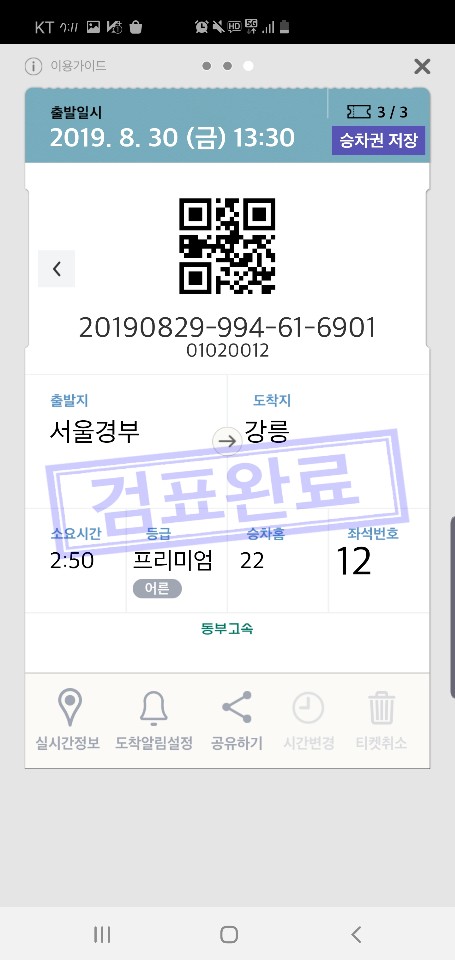 KT 7:11 HD 5G
이용가이드
출발일시
3 / 3
2019. 8. 30 (금) 13:30
승차권 저장
20190829-994-61-6901
01020012
출발지 도착지
서울경부 강릉
검표완료
소요시간 등급 승차홈 좌석번호
2:50 프리미엄 22 12
어른
동부고속
실시간정보 도착알림설정 공유하기 시간변경 티켓취소